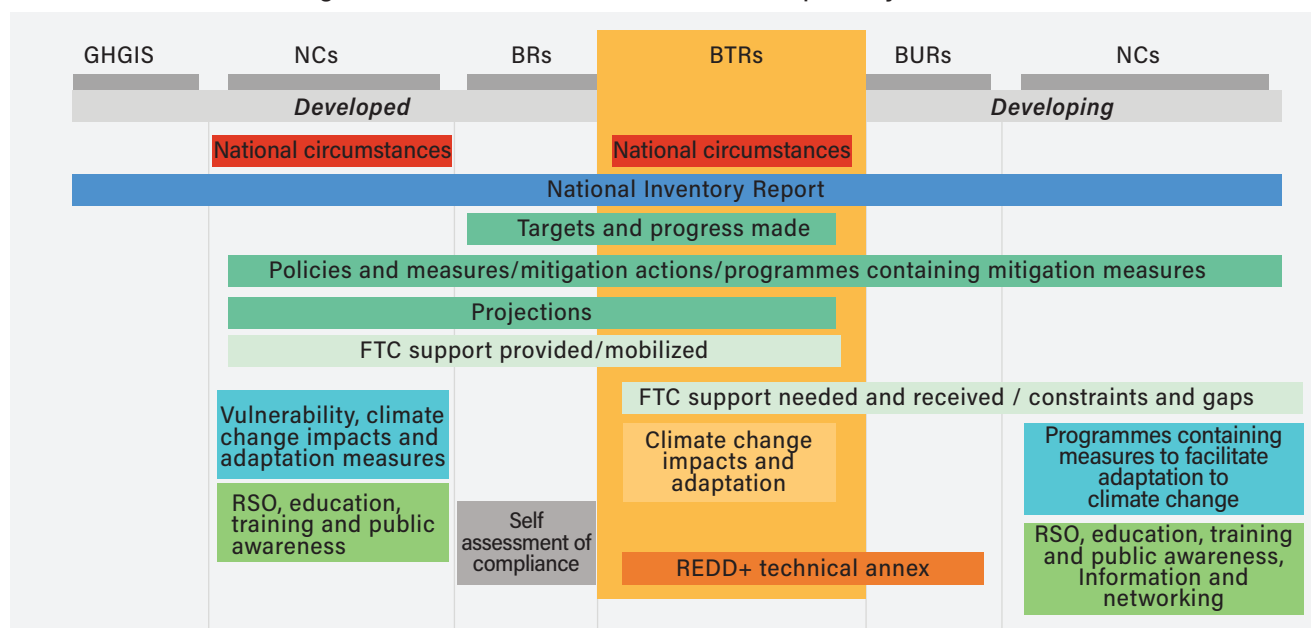 GHGIS NCs BRs BTRs BURs NCs
Developed Developing
National circumstances National circumstances
National Inventory Report
Targets and progress made
Policies and measures/mitigation actions/programmes containing mitigation measures
Projections
FTC support provided/mobilized
FTC support needed and received / constraints and gaps
Vulnerability, climate
change impacts and
adaptation measures
Climate change
impacts and
adaptation
Programmes containing
measures to facilitate
adaptation to
climate change
RSO, education,
training and public
awareness
Self
assessment of
compliance
REDD+ technical annex
RSO, education, training
and public awareness,
Information and
networking